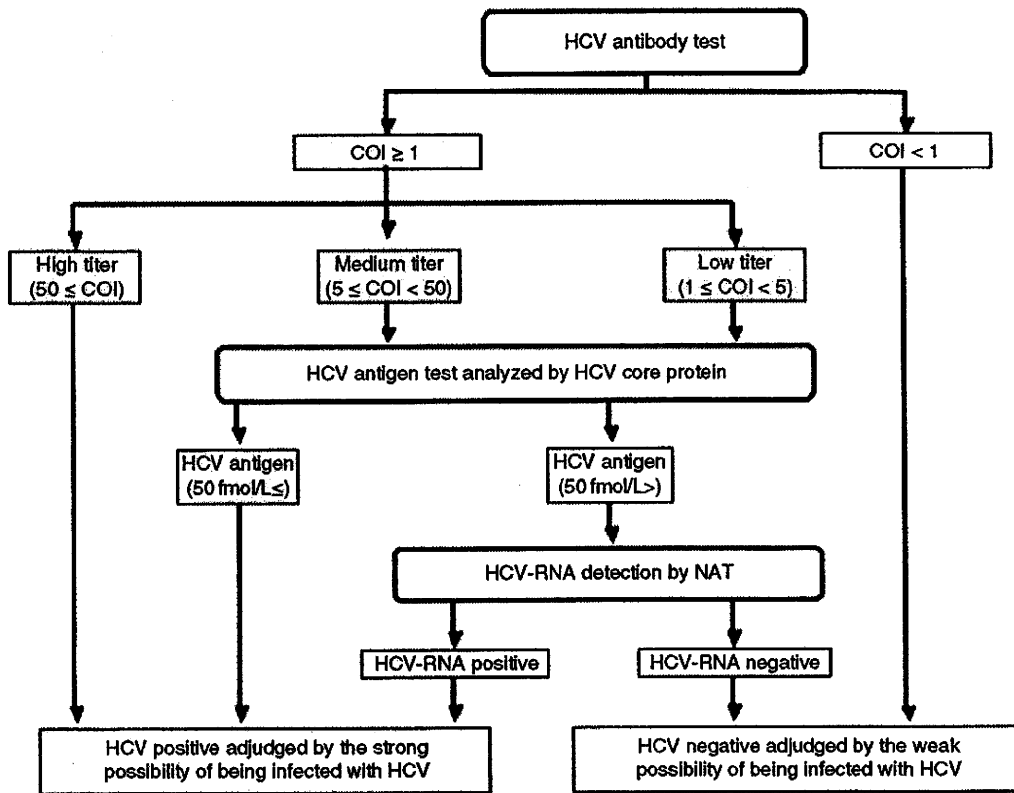 HCV antibody test
COI ≥ 1
COI < 1
High titer
(50 ≤ COI)
Medium titer
(5 ≤ COI < 50)
Low titer
(1 ≤ COI < 5)
HCV antigen test analyzed by HCV core protein
HCV antigen
(50 fmol/L≤)
HCV antigen
(50 fmol/L>)
HCV-RNA detection by NAT
HCV-RNA positive
HCV-RNA negative
HCV positive adjudged by the strong
possibility of being infected with HCV
HCV negative adjudged by the weak
possibility of being infected with HCV